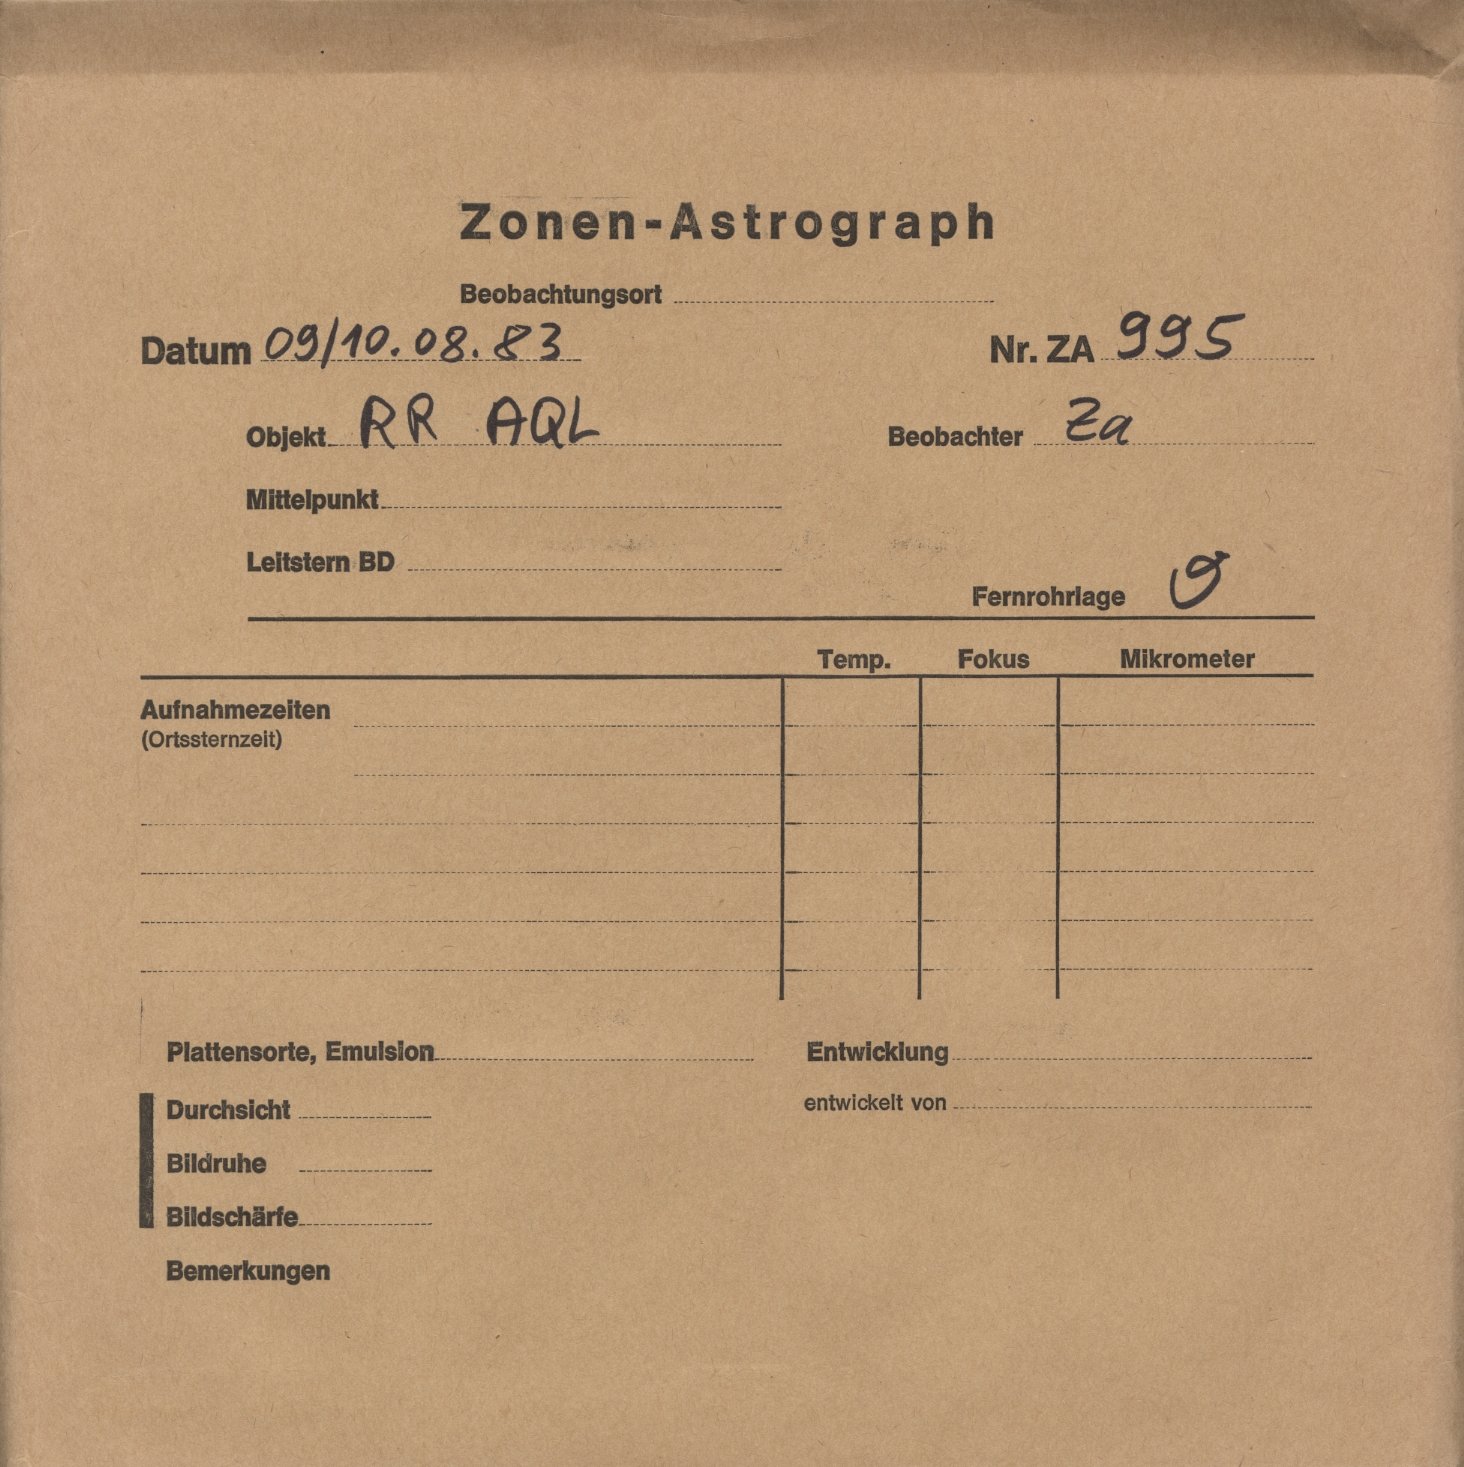 Zonen-Astrograph
Beobachtungsort
Datum 09/10.08.83 Nr. ZA 995
Objekt RR AQL Beobachter Za
Mittelpunkt
Leitstern BD
Fernrohrlage
Temp. Fokus Mikrometer
Aufnahmezeiten
(Ortssternzeit)
Plattensorte, Emulsion Entwicklung
Durchsicht entwickelt von
Bildruhe
Bildschärfe
Bemerkungen